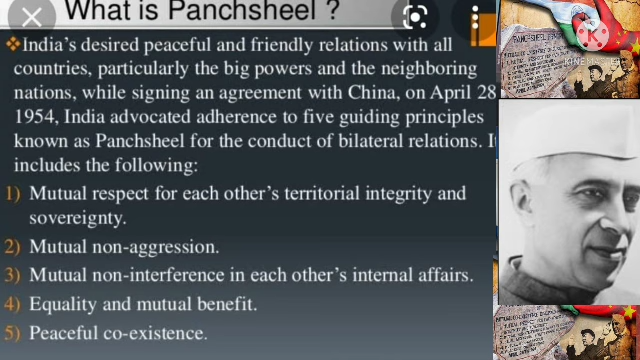 What is Panchsheel ?
❖India's desired peaceful and friendly relations with all
countries, particularly the big powers and the neighboring
nations, while signing an agreement with China, on April 28
1954, India advocated adherence to five guiding principles
known as Panchsheel for the conduct of bilateral relations. I
includes the following:
1) Mutual respect for each other's territorial integrity and
sovereignty.
2) Mutual non-aggression.
3) Mutual non-interference in each other's internal affairs.
4) Equality and mutual benefit.
5) Peaceful co-existence.
KINEMASTER